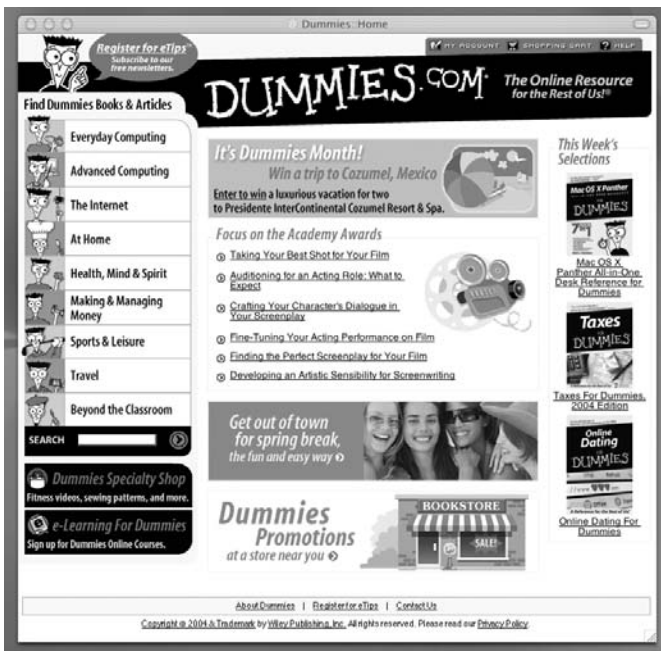 Dummies::Home
Register for eTips™
Subscribe to our
free newsletters.
MY ACCOUNT SHOPPING CART ? HELP
DUMMIES.COM®
The Online Resource
for the Rest of Us!®
Find Dummies Books & Articles
Everyday Computing
Advanced Computing
The Internet
At Home
Health, Mind & Spirit
Making & Managing
Money
Sports & Leisure
Travel
Beyond the Classroom
SEARCH
Dummies Specialty Shop
Fitness videos, sewing patterns, and more.
e-Learning For Dummies
Sign up for Dummies Online Courses.
It's Dummies Month!
Win a trip to Cozumel, Mexico
Enter to win a luxurious vacation for two
to Presidente InterContinental Cozumel Resort & Spa.
Focus on the Academy Awards
Taking Your Best Shot for Your Film
Auditioning for an Acting Role: What to
Expect
Crafting Your Character's Dialogue in
Your Screenplay
Fine-Tuning Your Acting Performance on Film
Finding the Perfect Screenplay for Your Film
Developing an Artistic Sensibility for Screenwriting
Get out of town
for spring break,
the fun and easy way
Dummies
Promotions
at a store near you
BOOKSTORE
SALE!
This Week's
Selections
Mac OS X Panther
DUMMIES
Mac OS X
Panther All-in-One
Desk Reference for
Dummies
Taxes
DUMMIES
Taxes For Dummies,
2004 Edition
Online
Dating
DUMMIES
www.
Online Dating For
Dummies
About Dummies | Register for eTips | Contact Us
Copyright © 2004 & Trademark by Wiley Publishing, Inc. All rights reserved. Please read our Privacy Policy.